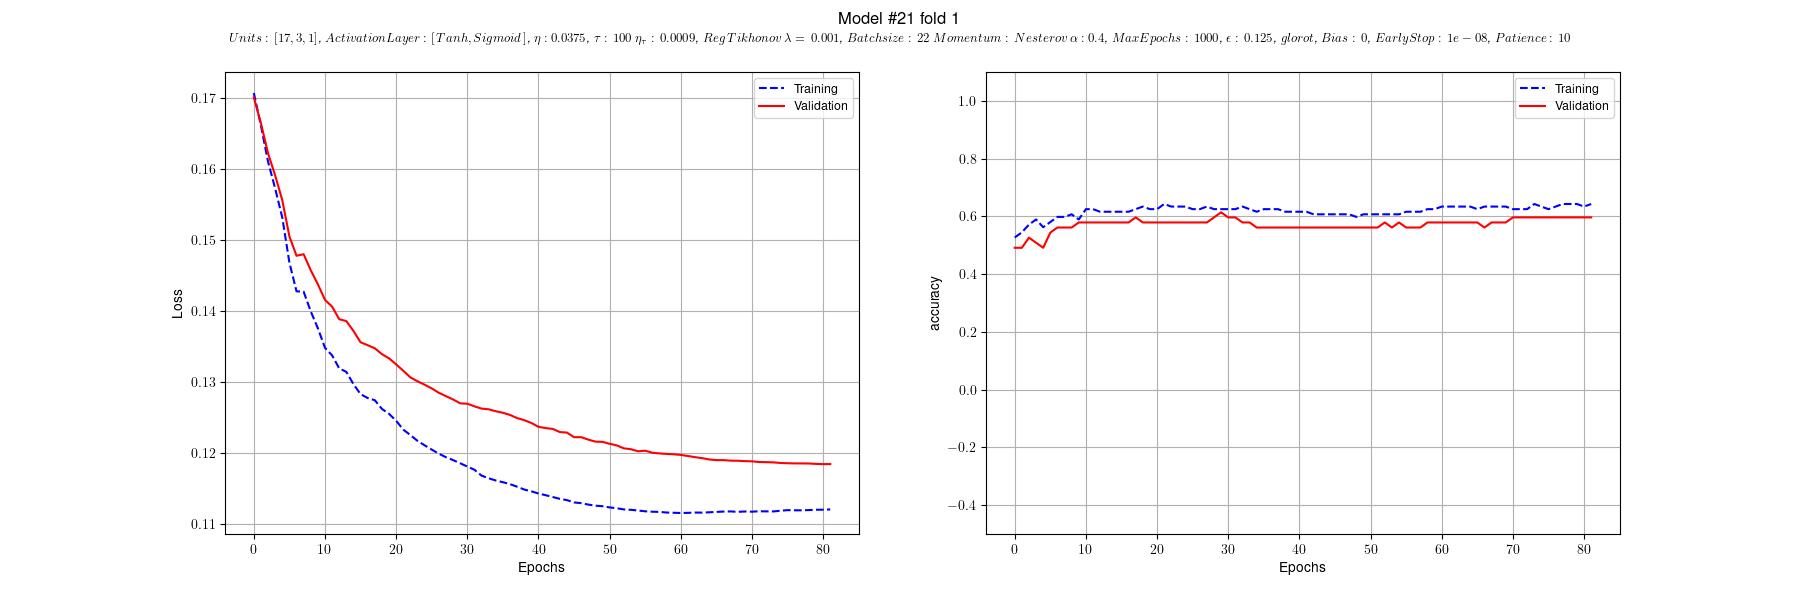 Model #21 fold 1
Units : [17, 3, 1], ActivationLayer : [Tanh, Sigmoid], η : 0.0375, τ : 100 ητ : 0.0009, RegTikhonov λ = 0.001, Batchsize : 22 Momentum : Nesterov α : 0.4, MaxEpochs : 1000, ϵ : 0.125, glorot, Bias : 0, EarlyStop : 1e − 08, Patience : 10
Training
Validation
0.17
0.16
0.15
0.14
0.13
0.12
0.11
Loss
0 10 20 30 40 50 60 70 80
Epochs
Training
Validation
1.0
0.8
0.6
0.4
0.2
0.0
−0.2
−0.4
accuracy
0 10 20 30 40 50 60 70 80
Epochs